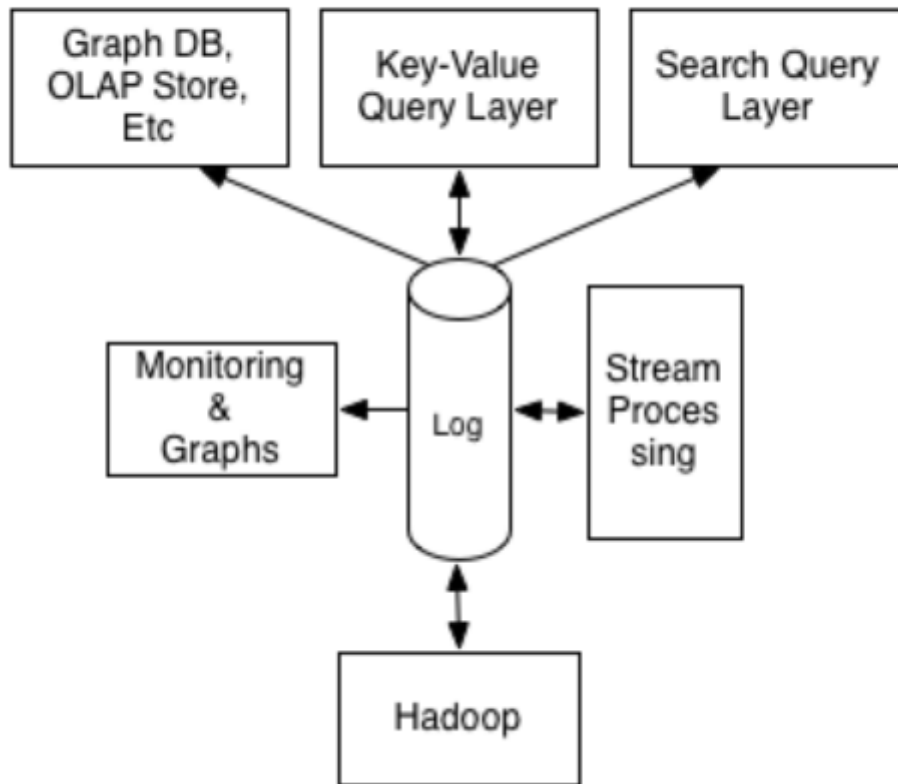 Graph DB,
OLAP Store,
Etc
Key-Value
Query Layer
Search Query
Layer
Monitoring
&
Graphs
Log
Stream
Proces
sing
Hadoop